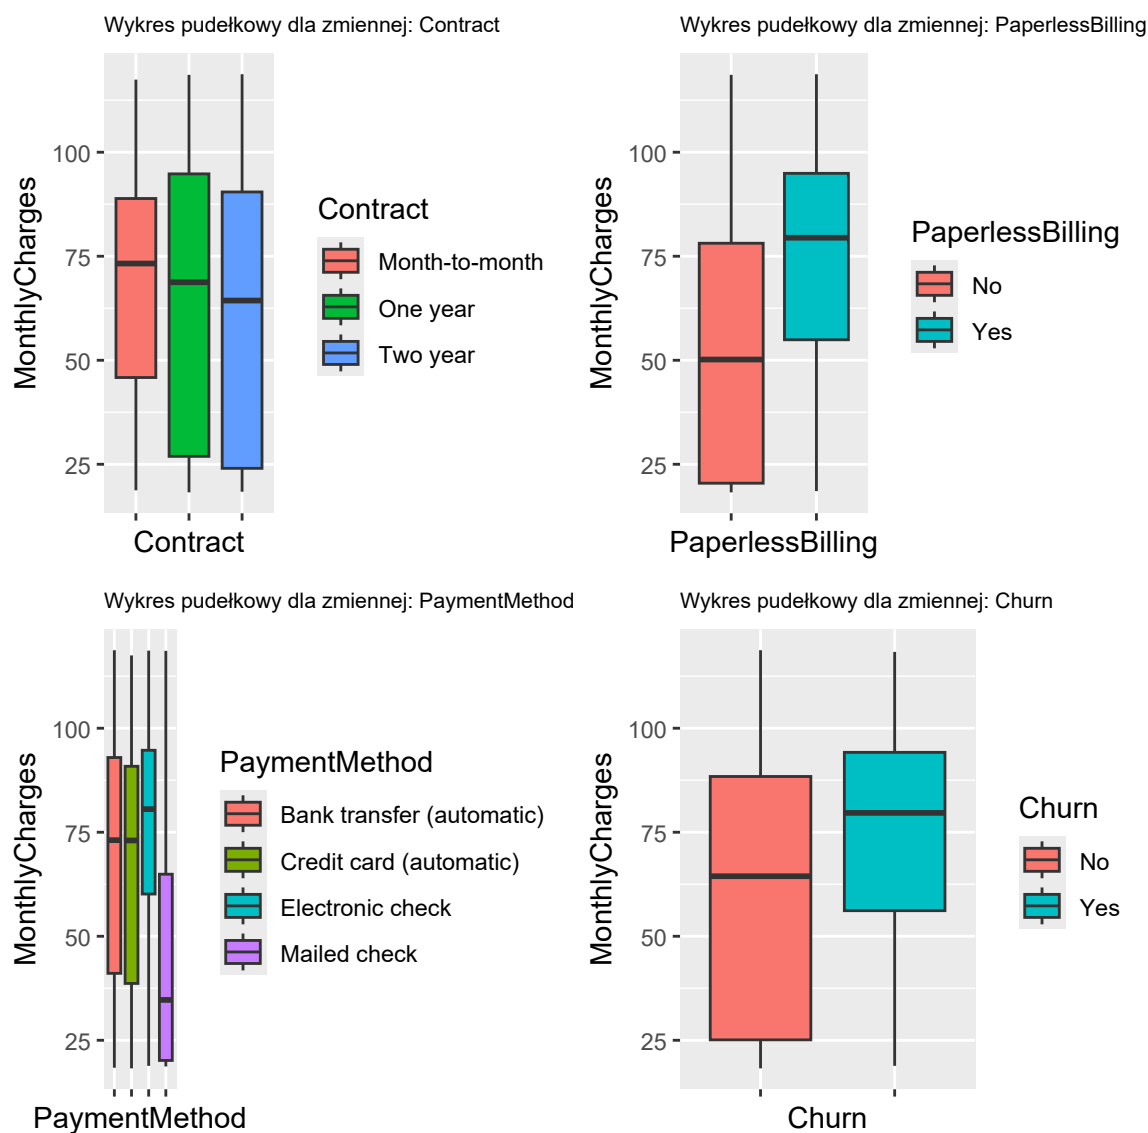 Wykres pudełkowy dla zmiennej: Contract
MonthlyCharges
100
75
50
25
Contract
Contract
Month-to-month
One year
Two year
Wykres pudełkowy dla zmiennej: PaperlessBilling
MonthlyCharges
100
75
50
25
PaperlessBilling
PaperlessBilling
No
Yes
Wykres pudełkowy dla zmiennej: PaymentMethod
MonthlyCharges
100
75
50
25
PaymentMethod
PaymentMethod
Bank transfer (automatic)
Credit card (automatic)
Electronic check
Mailed check
Wykres pudełkowy dla zmiennej: Churn
MonthlyCharges
100
75
50
25
Churn
Churn
No
Yes